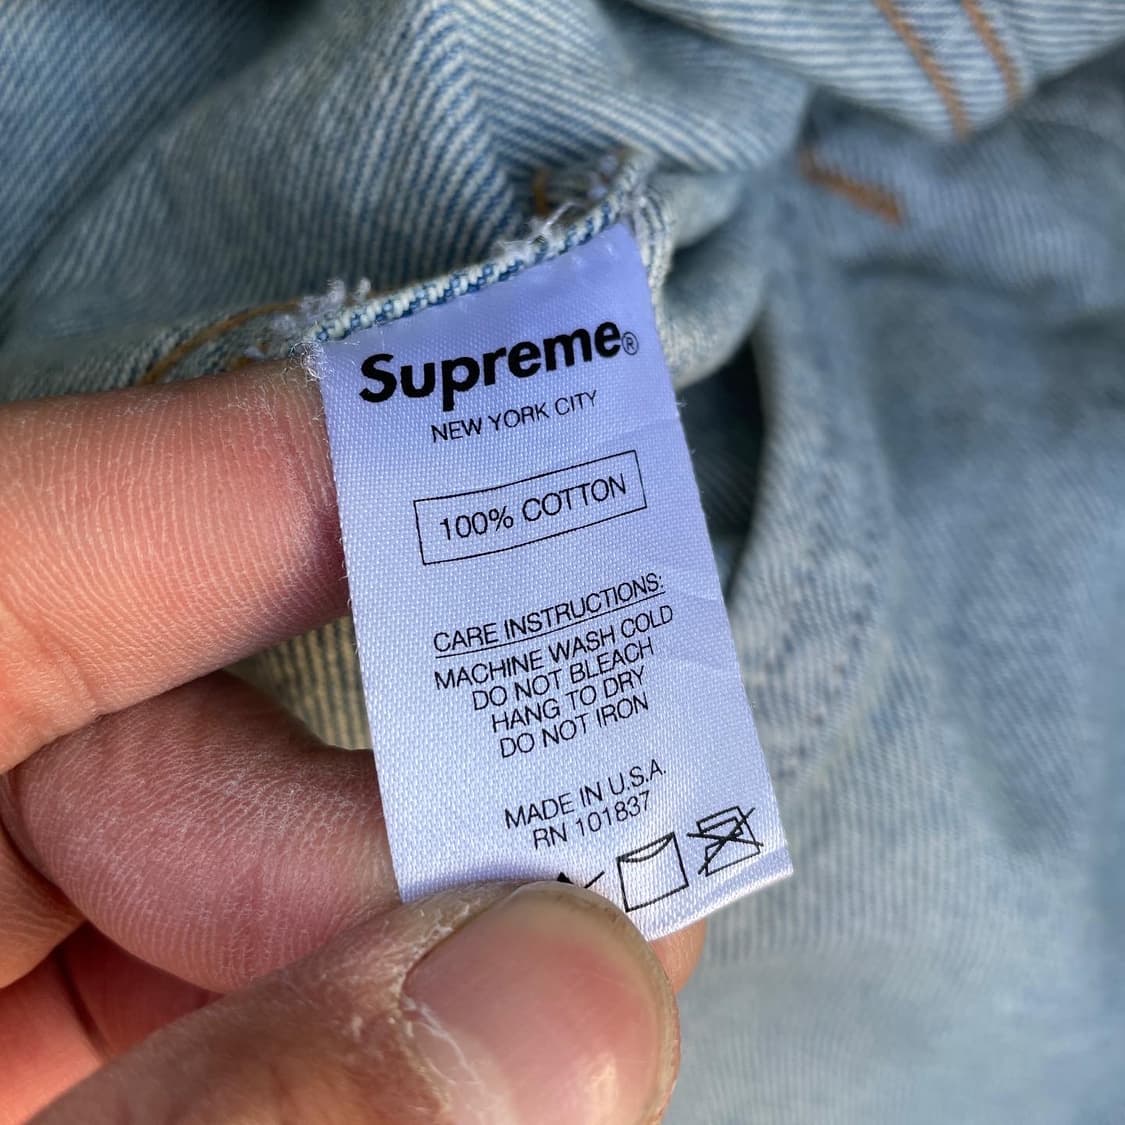 Supreme®
NEW YORK CITY
100% COTTON
CARE INSTRUCTIONS:
MACHINE WASH COLD
DO NOT BLEACH
HANG TO DRY
DO NOT IRON
MADE IN U.S.A.
RN 101837